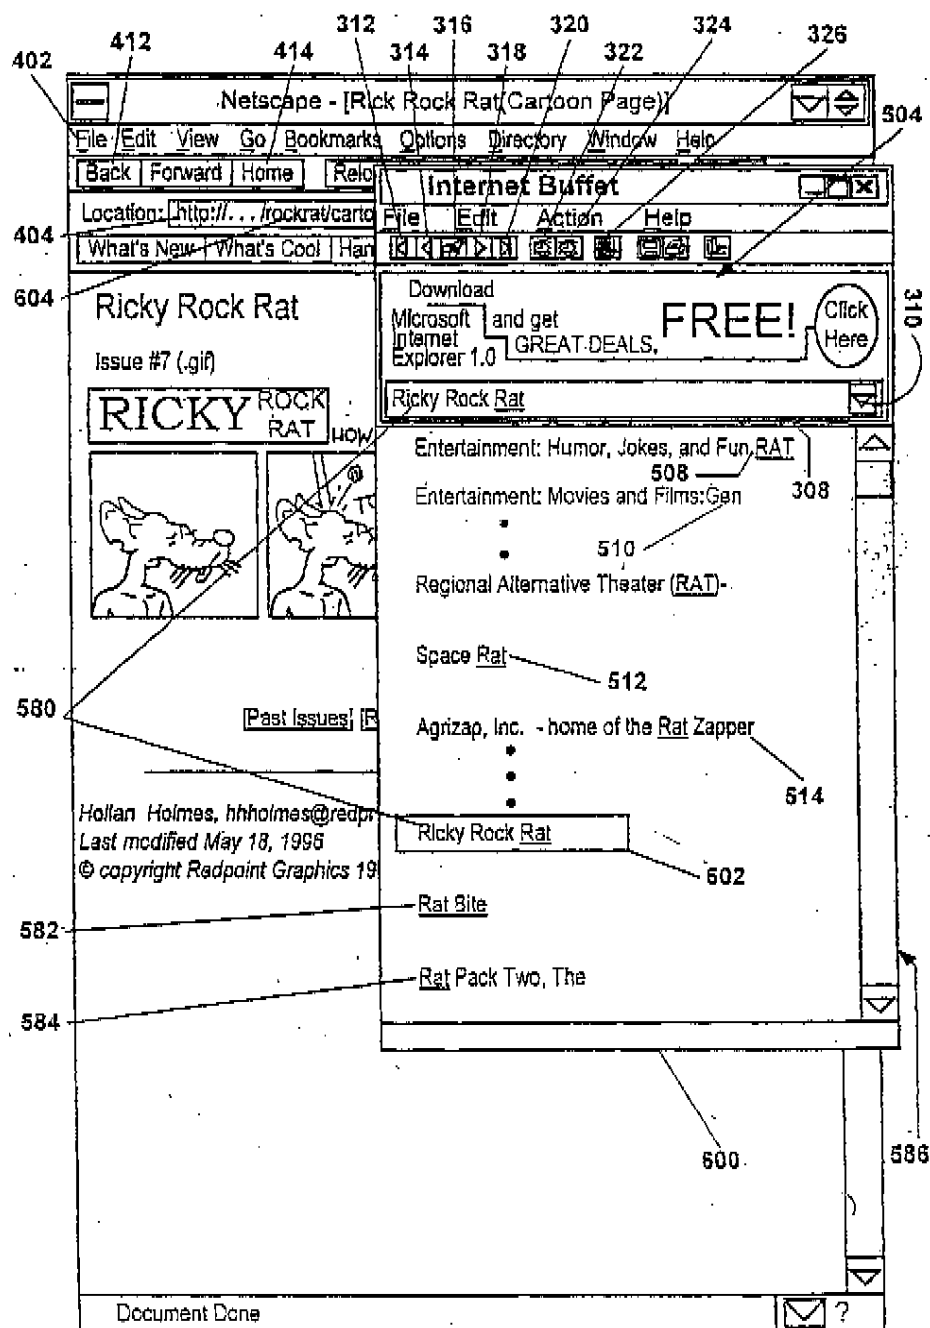 312 316 320 324
412 414 314 318 322 326
402
Netscape - [Rick Rock Rat(Cartoon Page)]
504
File Edit View Go Bookmarks Options Directory Window Help
Back Forward Home Relo
Internet Buffet
Location: http://. . . /rockrat/carto
File Edit Action Help
404
What's New What's Cool Han
604
310
Ricky Rock Rat
Download
Microsoft Internet Explorer 1.0 and get GREAT DEALS, FREE!
Click Here
Issue #7 (.gif)
Ricky Rock Rat
RICKY ROCK RAT
HOW
Entertainment: Humor, Jokes, and Fun RAT
508
308
Entertainment: Movies and Films:Gen
510
Regional Alternative Theater (RAT)-
Space Rat
512
580
[Past Issues] [R
Agrizap, Inc. - home of the Rat Zapper
514
Hollan Holmes, hhholmes@redpr
Last modified May 18, 1996
© copyright Redpoint Graphics 19
Ricky Rock Rat
602
582
Rat Bite
584
Rat Pack Two, The
600
586
Document Done
?